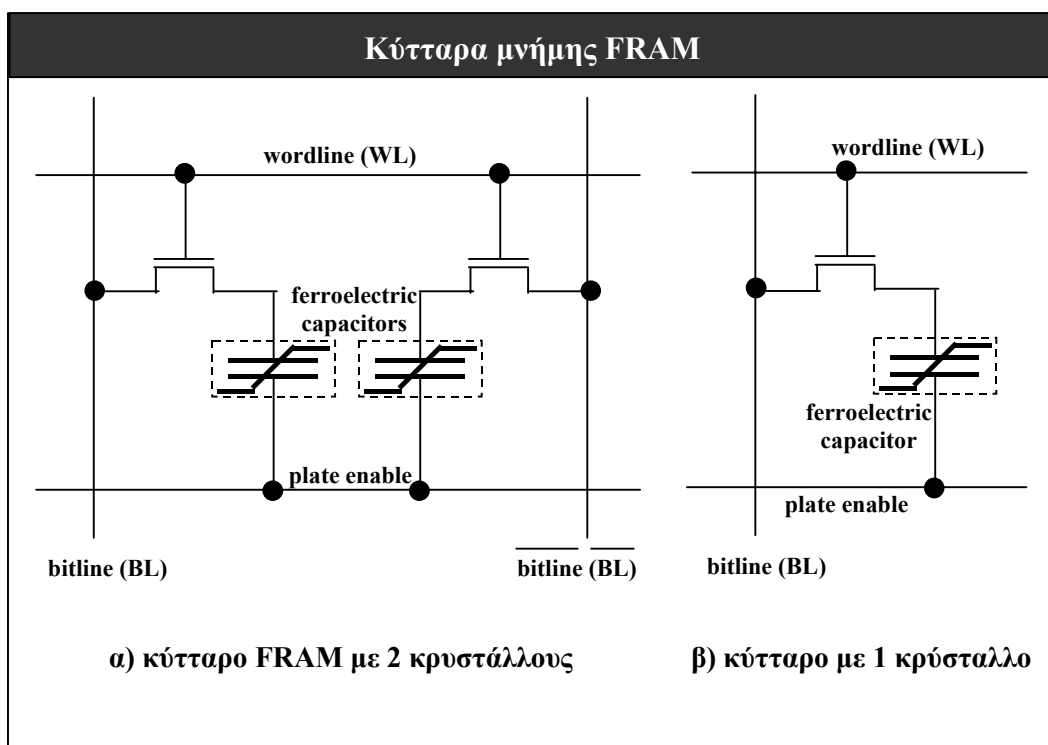 Κύτταρα μνήμης FRAM
wordline (WL)
ferroelectric
capacitors
plate enable
bitline (BL)
bitline (BL)
α) κύτταρο FRAM με 2 κρυστάλλους
wordline (WL)
ferroelectric
capacitor
plate enable
bitline (BL)
β) κύτταρο με 1 κρύσταλλο